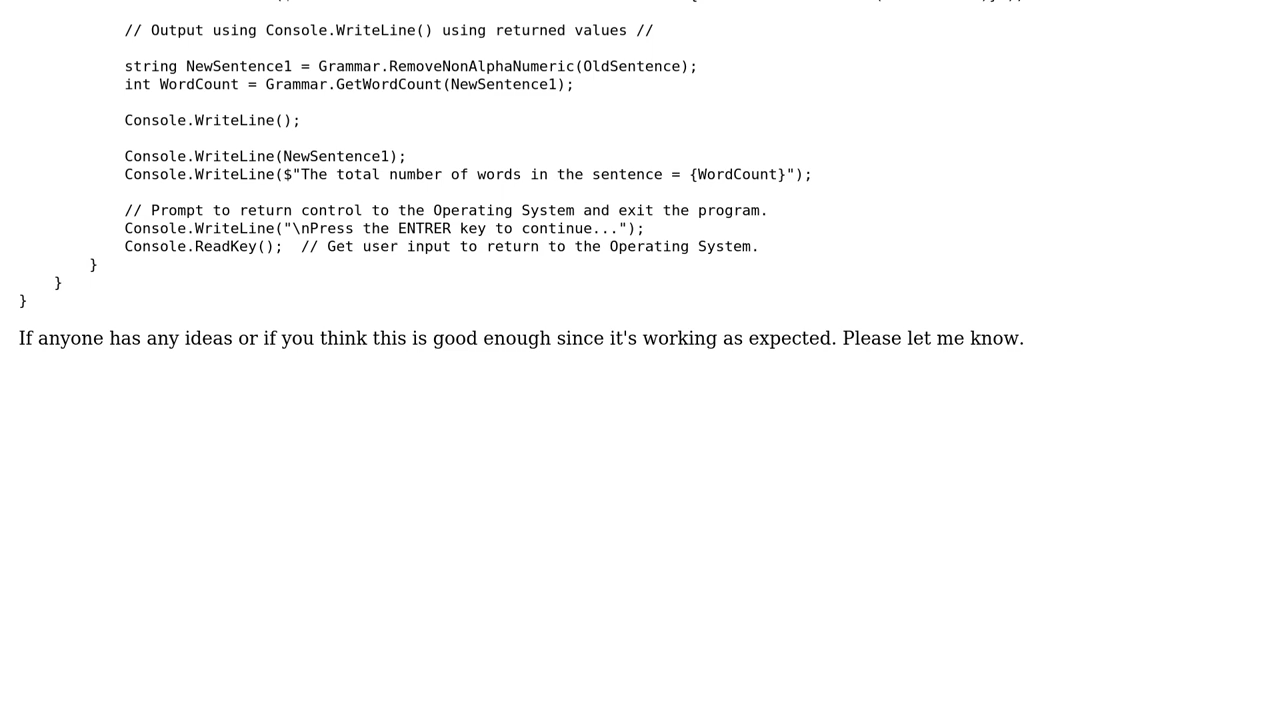 // Output using Console.WriteLine() using returned values //
string NewSentence1 = Grammar.RemoveNonAlphaNumeric(OldSentence);
int WordCount = Grammar.GetWordCount(NewSentence1);
Console.WriteLine();
Console.WriteLine(NewSentence1);
Console.WriteLine($"The total number of words in the sentence = {WordCount}");
// Prompt to return control to the Operating System and exit the program.
Console.WriteLine("\nPress the ENTRER key to continue...");
Console.ReadKey();  // Get user input to return to the Operating System.
}
}
}
If anyone has any ideas or if you think this is good enough since it's working as expected. Please let me know.